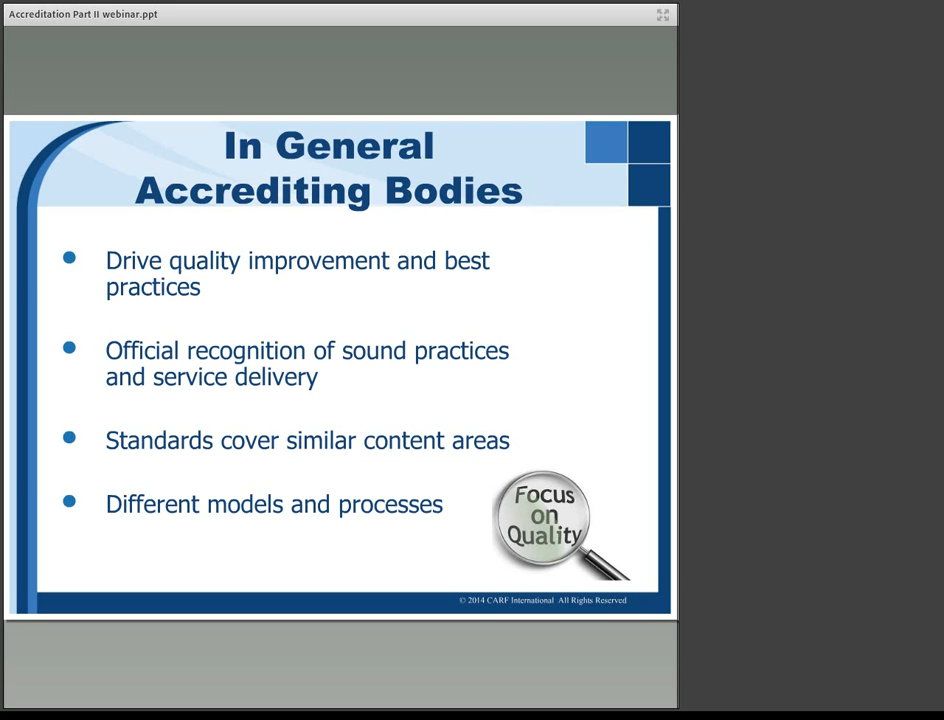 Accreditation Part II webinar.ppt
In General
Accrediting Bodies
Drive quality improvement and best
practices
Official recognition of sound practices
and service delivery
Standards cover similar content areas
Different models and processes
Focus
on
Quality
© 2014 CARF International All Rights Reserved